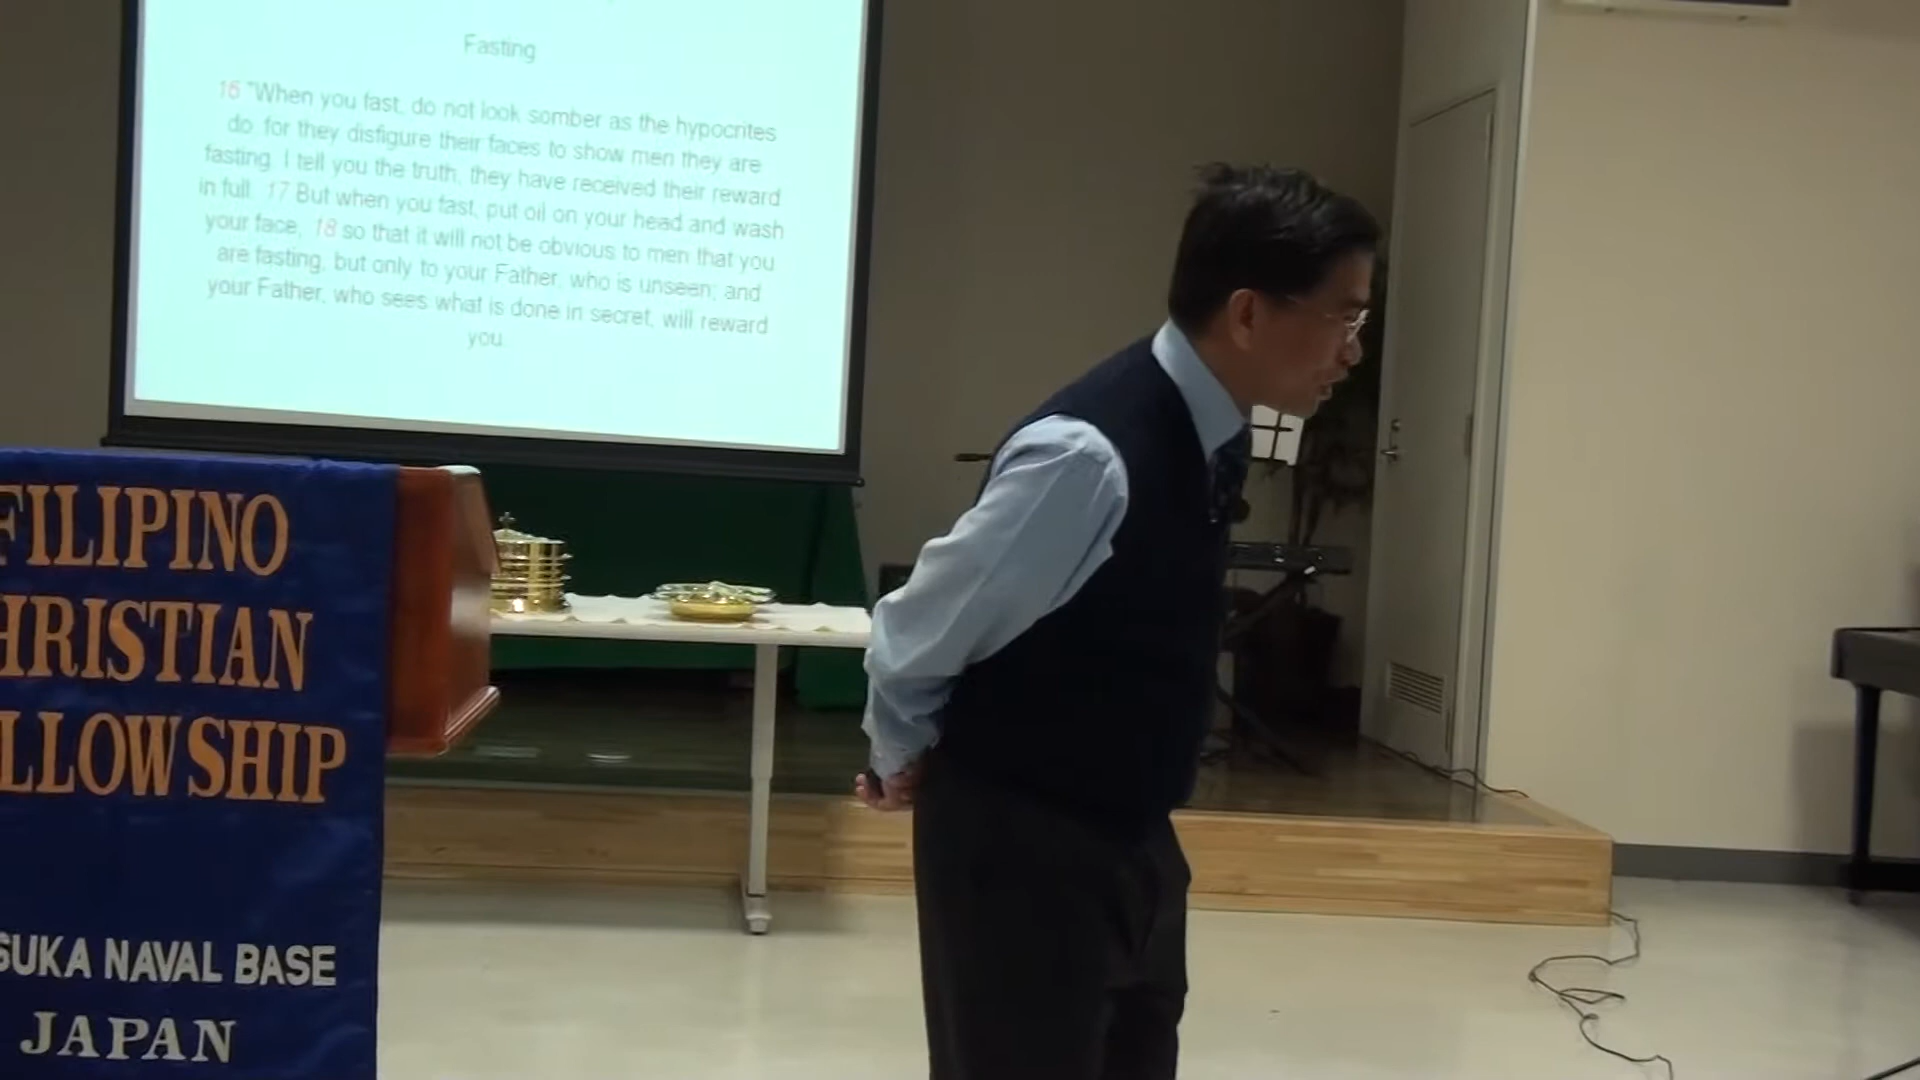 Fasting
16 "When you fast, do not look somber as the hypocrites
do, for they disfigure their faces to show men they are
fasting. I tell you the truth, they have received their reward
in full. 17 But when you fast, put oil on your head and wash
your face, 18 so that it will not be obvious to men that you
are fasting, but only to your Father, who is unseen; and
your Father, who sees what is done in secret, will reward
you.
FILIPINO
HRISTIAN
LLOWSHIP
SUKA NAVAL BASE
JAPAN